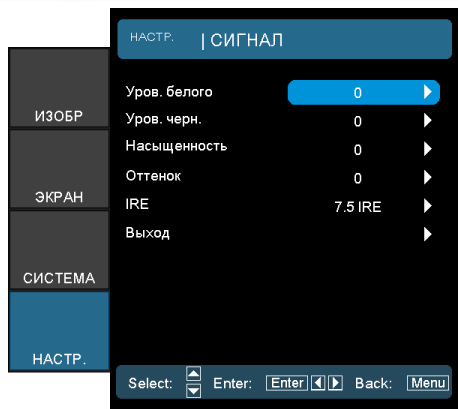 НАСТР. | СИГНАЛ
Уров. белого 0
Уров. черн. 0
Насыщенность 0
Оттенок 0
IRE 7.5 IRE
Выход
ИЗОБР
ЭКРАН
СИСТЕМА
НАСТР.
Select: Enter: Enter Back: Menu